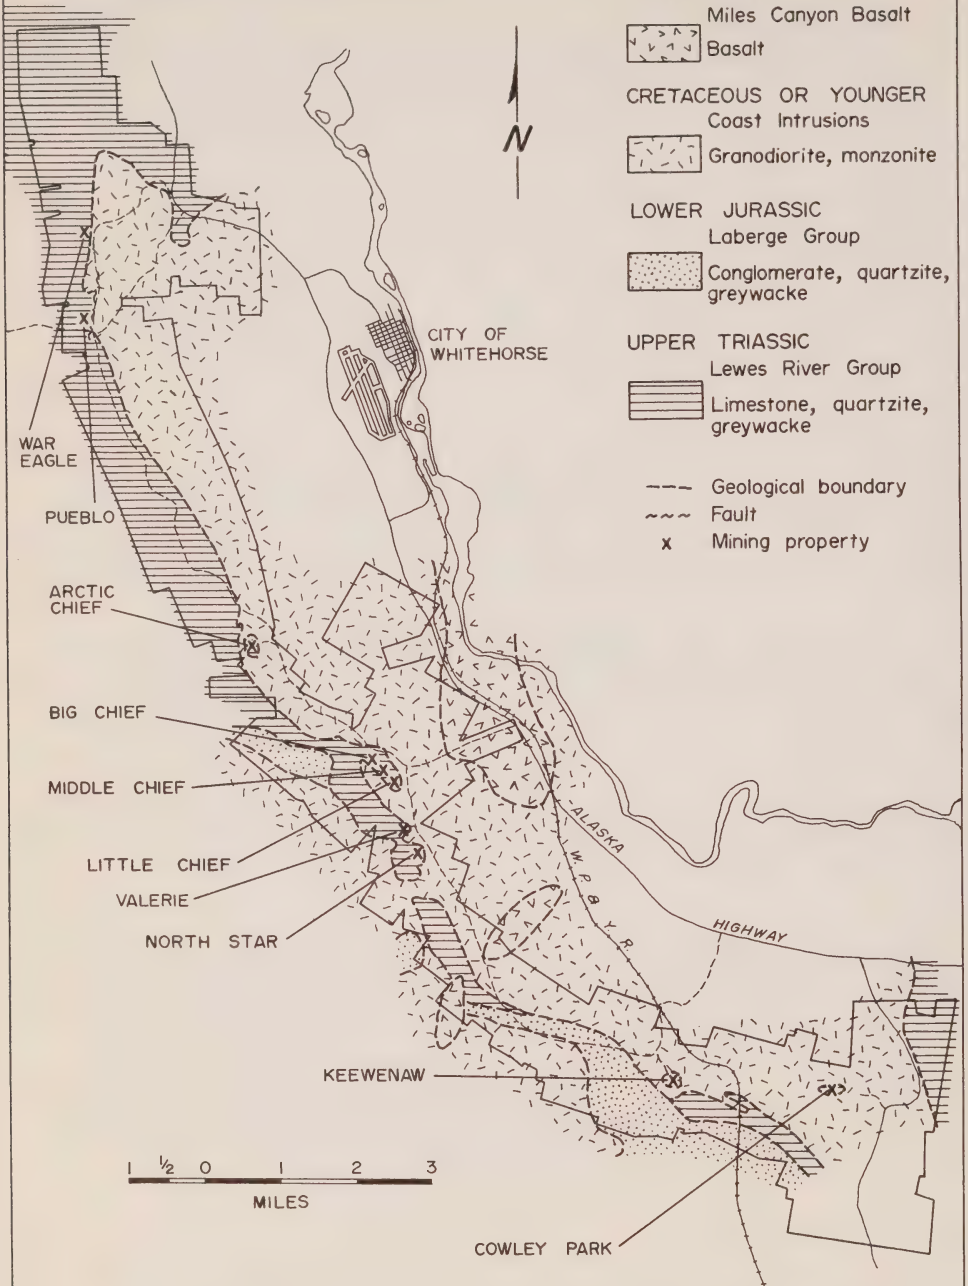 Miles Canyon Basalt
Basalt
CRETACEOUS OR YOUNGER
Coast Intrusions
Granodiorite, monzonite
LOWER JURASSIC
Laberge Group
Conglomerate, quartzite,
greywacke
UPPER TRIASSIC
Lewes River Group
Limestone, quartzite,
greywacke
Geological boundary
Fault
x Mining property
N
CITY OF
WHITEHORSE
WAR
EAGLE
PUEBLO
ARCTIC
CHIEF
BIG CHIEF
MIDDLE CHIEF
LITTLE CHIEF
VALERIE
NORTH STAR
ALASKA
HIGHWAY
W. P. & Y. R.
KEEWENAW
COWLEY PARK
1 ½ 0 1 2 3
MILES